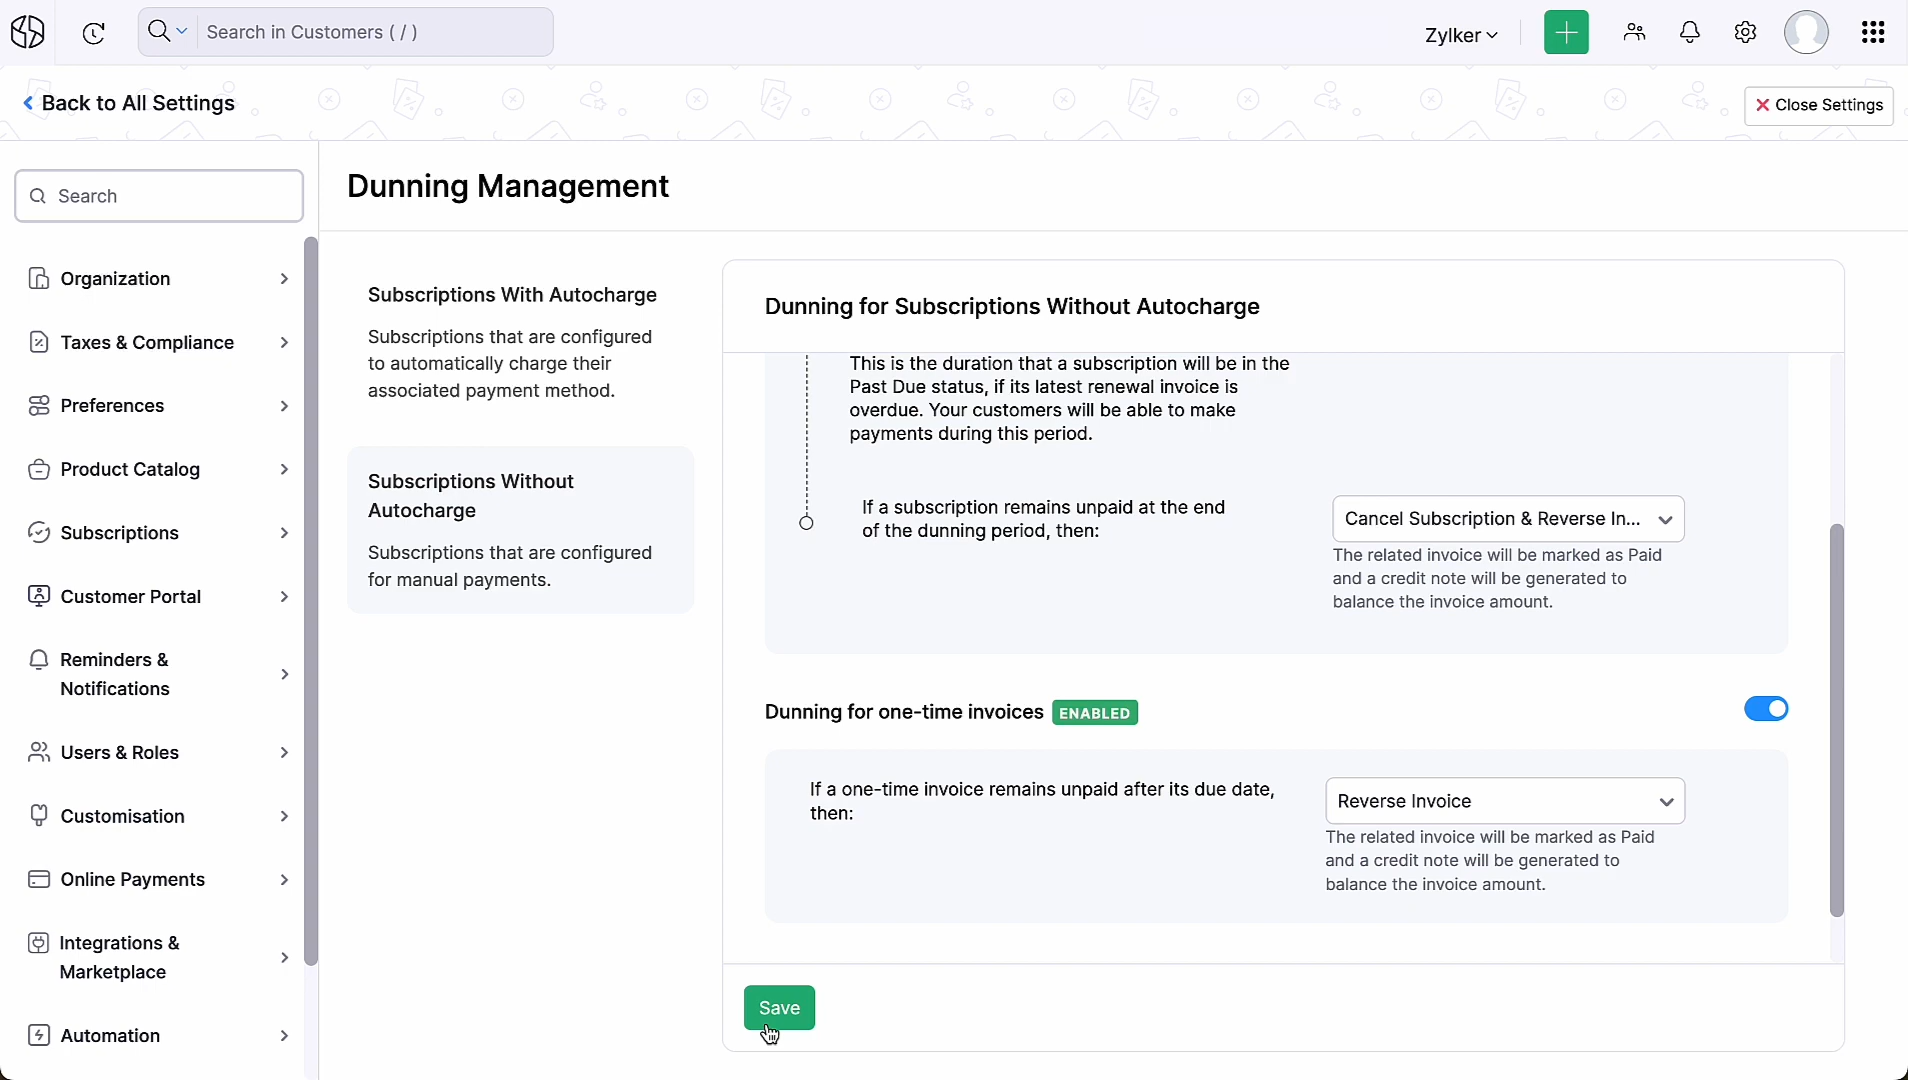 Search in Customers ( / )
Zylker
Back to All Settings
Close Settings
Search
Organization
Taxes & Compliance
Preferences
Product Catalog
Subscriptions
Customer Portal
Reminders &
Notifications
Users & Roles
Customisation
Online Payments
Integrations &
Marketplace
Automation
Dunning Management
Subscriptions With Autocharge
Subscriptions that are configured
to automatically charge their
associated payment method.
Subscriptions Without
Autocharge
Subscriptions that are configured
for manual payments.
Dunning for Subscriptions Without Autocharge
This is the duration that a subscription will be in the
Past Due status, if its latest renewal invoice is
overdue. Your customers will be able to make
payments during this period.
If a subscription remains unpaid at the end
of the dunning period, then:
Cancel Subscription & Reverse In...
The related invoice will be marked as Paid
and a credit note will be generated to
balance the invoice amount.
Dunning for one-time invoices ENABLED
If a one-time invoice remains unpaid after its due date,
then:
Reverse Invoice
The related invoice will be marked as Paid
and a credit note will be generated to
balance the invoice amount.
Save